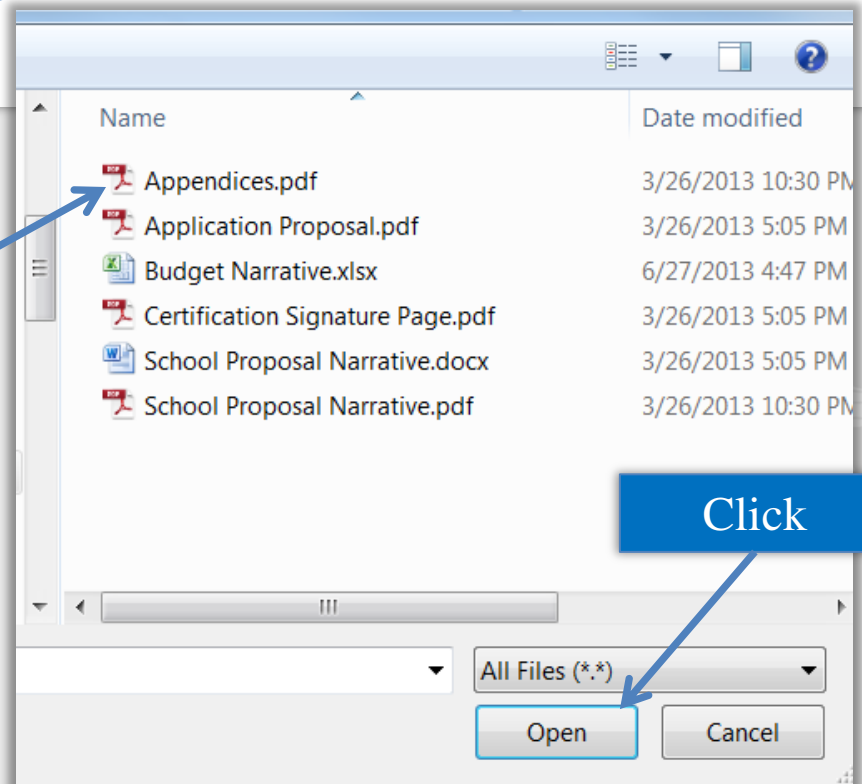 Name Date modified
Appendices.pdf 3/26/2013 10:30 PM
Application Proposal.pdf 3/26/2013 5:05 PM
Budget Narrative.xlsx 6/27/2013 4:47 PM
Certification Signature Page.pdf 3/26/2013 5:05 PM
School Proposal Narrative.docx 3/26/2013 5:05 PM
School Proposal Narrative.pdf 3/26/2013 10:30 PM
Click
All Files (*.*)
Open Cancel